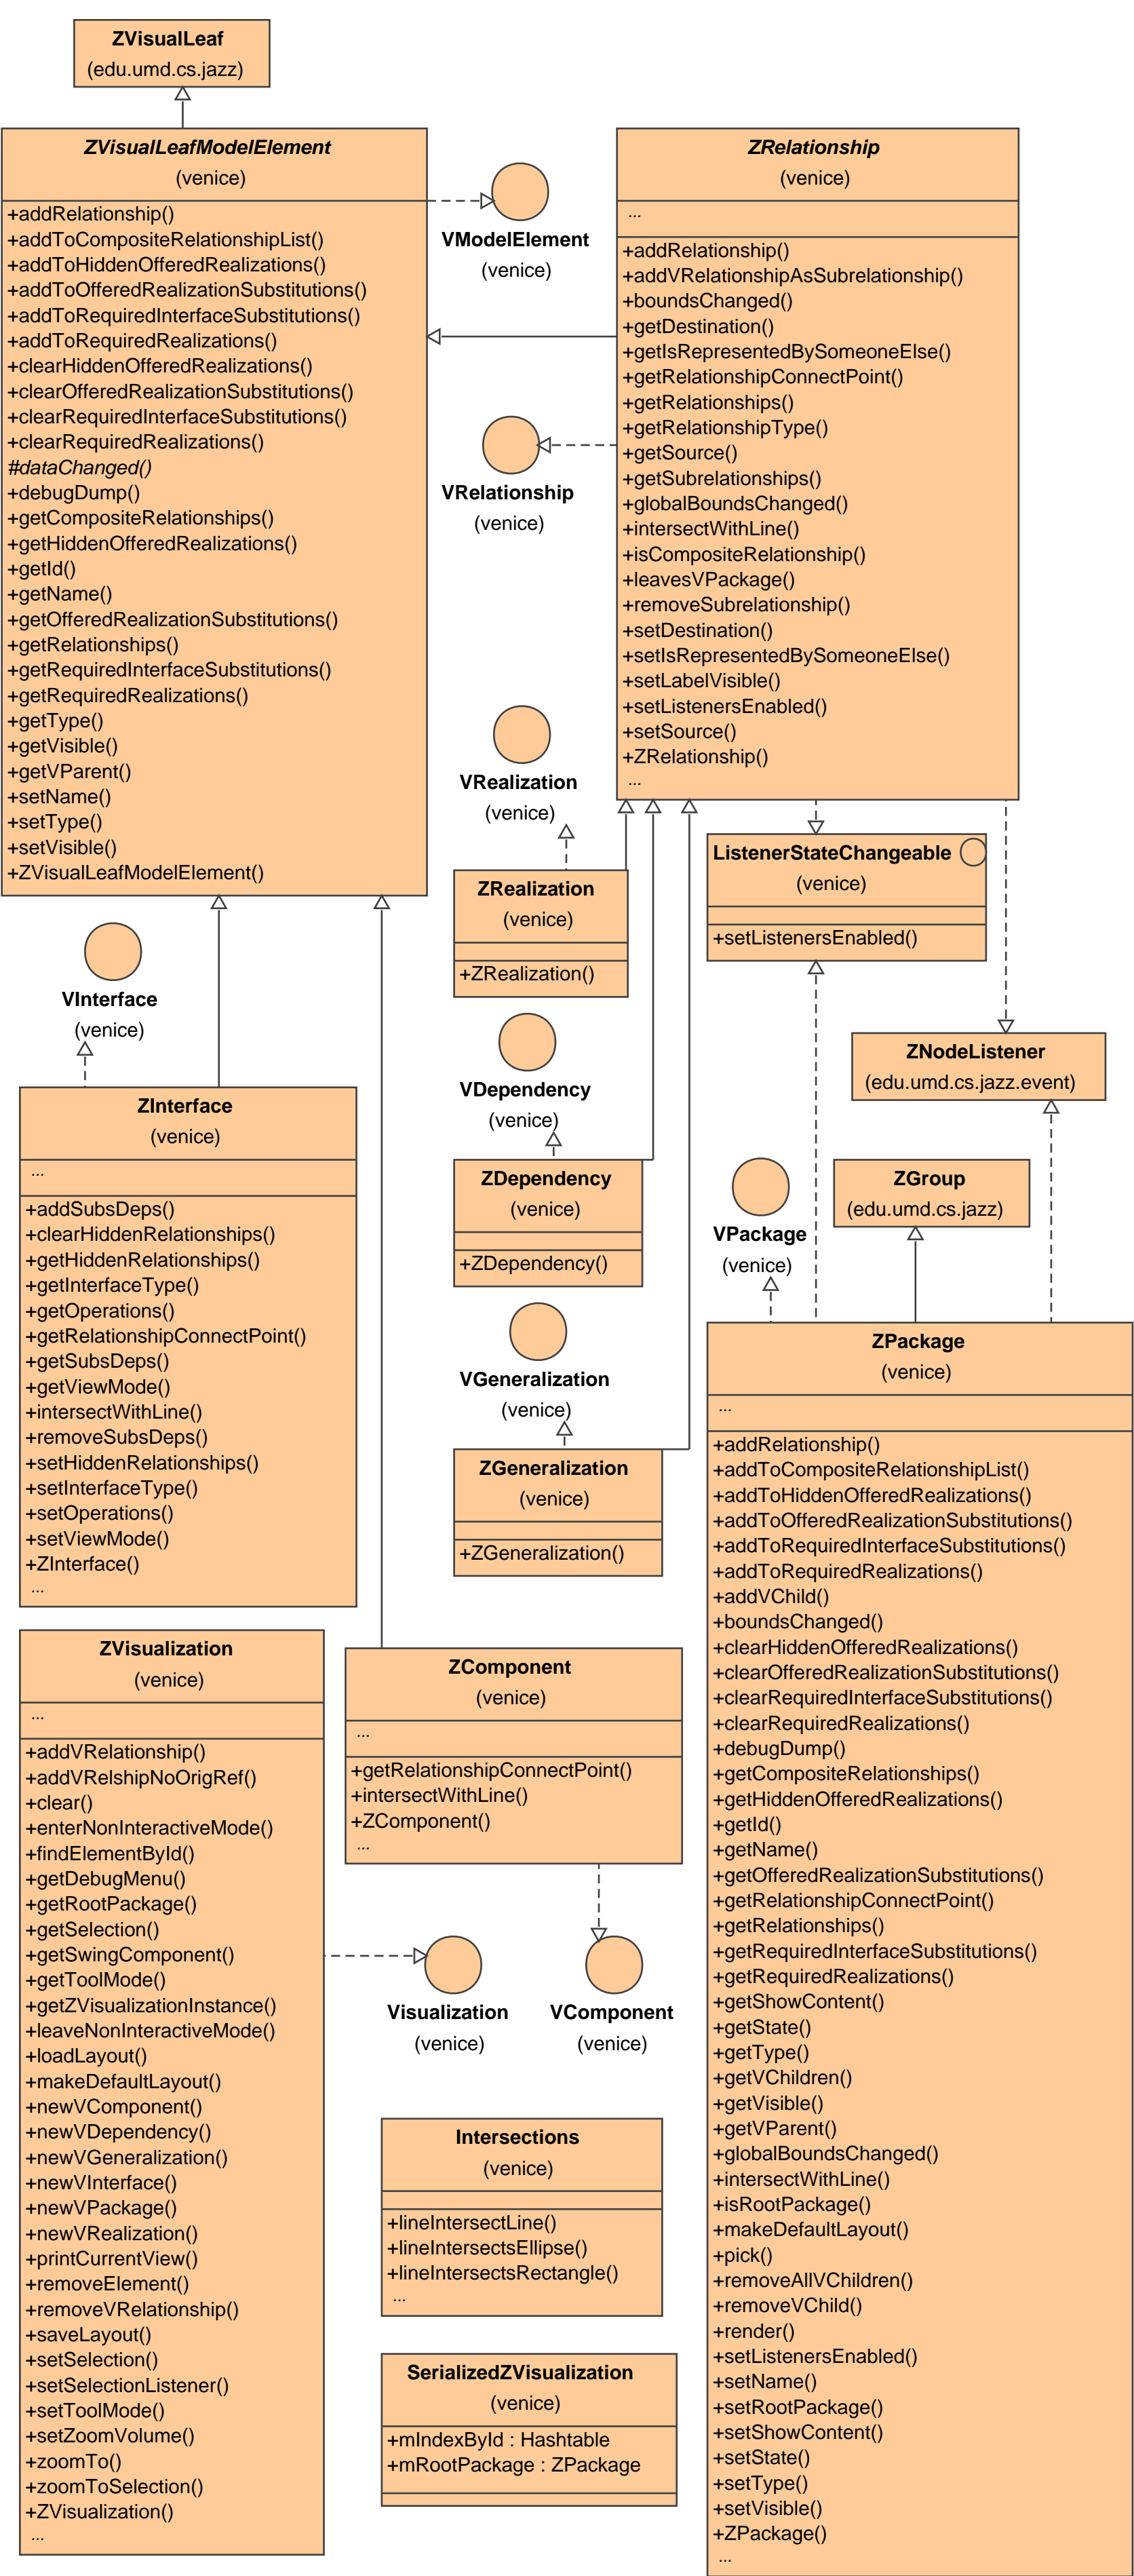 ZVisualLeaf
(edu.umd.cs.jazz)
ZVisualLeafModelElement
(venice)
+addRelationship()
+addToCompositeRelationshipList()
+addToHiddenOfferedRealizations()
+addToOfferedRealizationSubstitutions()
+addToRequiredInterfaceSubstitutions()
+addToRequiredRealizations()
+clearHiddenOfferedRealizations()
+clearOfferedRealizationSubstitutions()
+clearRequiredInterfaceSubstitutions()
+clearRequiredRealizations()
#dataChanged()
+debugDump()
+getCompositeRelationships()
+getHiddenOfferedRealizations()
+getId()
+getName()
+getOfferedRealizationSubstitutions()
+getRelationships()
+getRequiredInterfaceSubstitutions()
+getRequiredRealizations()
+getType()
+getVisible()
+getVParent()
+setName()
+setType()
+setVisible()
+ZVisualLeafModelElement()
VModelElement
(venice)
ZRelationship
(venice)
...
+addRelationship()
+addVRelationshipAsSubrelationship()
+boundsChanged()
+getDestination()
+getIsRepresentedBySomeoneElse()
+getRelationshipConnectPoint()
+getRelationships()
+getRelationshipType()
+getSource()
+getSubrelationships()
+globalBoundsChanged()
+intersectWithLine()
+isCompositeRelationship()
+leavesVPackage()
+removeSubrelationship()
+setDestination()
+setIsRepresentedBySomeoneElse()
+setLabelVisible()
+setListenersEnabled()
+setSource()
+ZRelationship()
...
VRelationship
(venice)
VRealization
(venice)
ZRealization
(venice)
+ZRealization()
ListenerStateChangeable
(venice)
+setListenersEnabled()
VInterface
(venice)
ZInterface
(venice)
...
+addSubsDeps()
+clearHiddenRelationships()
+getHiddenRelationships()
+getInterfaceType()
+getOperations()
+getRelationshipConnectPoint()
+getSubsDeps()
+getViewMode()
+intersectWithLine()
+removeSubsDeps()
+setHiddenRelationships()
+setInterfaceType()
+setOperations()
+setViewMode()
+ZInterface()
...
VDependency
(venice)
ZDependency
(venice)
+ZDependency()
ZNodeListener
(edu.umd.cs.jazz.event)
VPackage
(venice)
ZGroup
(edu.umd.cs.jazz)
VGeneralization
(venice)
ZGeneralization
(venice)
+ZGeneralization()
ZPackage
(venice)
...
+addRelationship()
+addToCompositeRelationshipList()
+addToHiddenOfferedRealizations()
+addToOfferedRealizationSubstitutions()
+addToRequiredInterfaceSubstitutions()
+addToRequiredRealizations()
+addVChild()
+boundsChanged()
+clearHiddenOfferedRealizations()
+clearOfferedRealizationSubstitutions()
+clearRequiredInterfaceSubstitutions()
+clearRequiredRealizations()
+debugDump()
+getCompositeRelationships()
+getHiddenOfferedRealizations()
+getId()
+getName()
+getOfferedRealizationSubstitutions()
+getRelationshipConnectPoint()
+getRelationships()
+getRequiredInterfaceSubstitutions()
+getRequiredRealizations()
+getShowContent()
+getState()
+getType()
+getVChildren()
+getVisible()
+getVParent()
+globalBoundsChanged()
+intersectWithLine()
+isRootPackage()
+makeDefaultLayout()
+pick()
+removeAllVChildren()
+removeVChild()
+render()
+setListenersEnabled()
+setName()
+setRootPackage()
+setShowContent()
+setState()
+setType()
+setVisible()
+ZPackage()
...
ZVisualization
(venice)
...
+addVRelationship()
+addVRelshipNoOrigRef()
+clear()
+enterNonInteractiveMode()
+findElementById()
+getDebugMenu()
+getRootPackage()
+getSelection()
+getSwingComponent()
+getToolMode()
+getZVisualizationInstance()
+leaveNonInteractiveMode()
+loadLayout()
+makeDefaultLayout()
+newVComponent()
+newVDependency()
+newVGeneralization()
+newVInterface()
+newVPackage()
+newVRealization()
+printCurrentView()
+removeElement()
+removeVRelationship()
+saveLayout()
+setSelection()
+setSelectionListener()
+setToolMode()
+setZoomVolume()
+zoomTo()
+zoomToSelection()
+ZVisualization()
...
ZComponent
(venice)
...
+getRelationshipConnectPoint()
+intersectWithLine()
+ZComponent()
...
Visualization
(venice)
VComponent
(venice)
Intersections
(venice)
+lineIntersectLine()
+lineIntersectsEllipse()
+lineIntersectsRectangle()
...
SerializedZVisualization
(venice)
+mIndexById : Hashtable
+mRootPackage : ZPackage